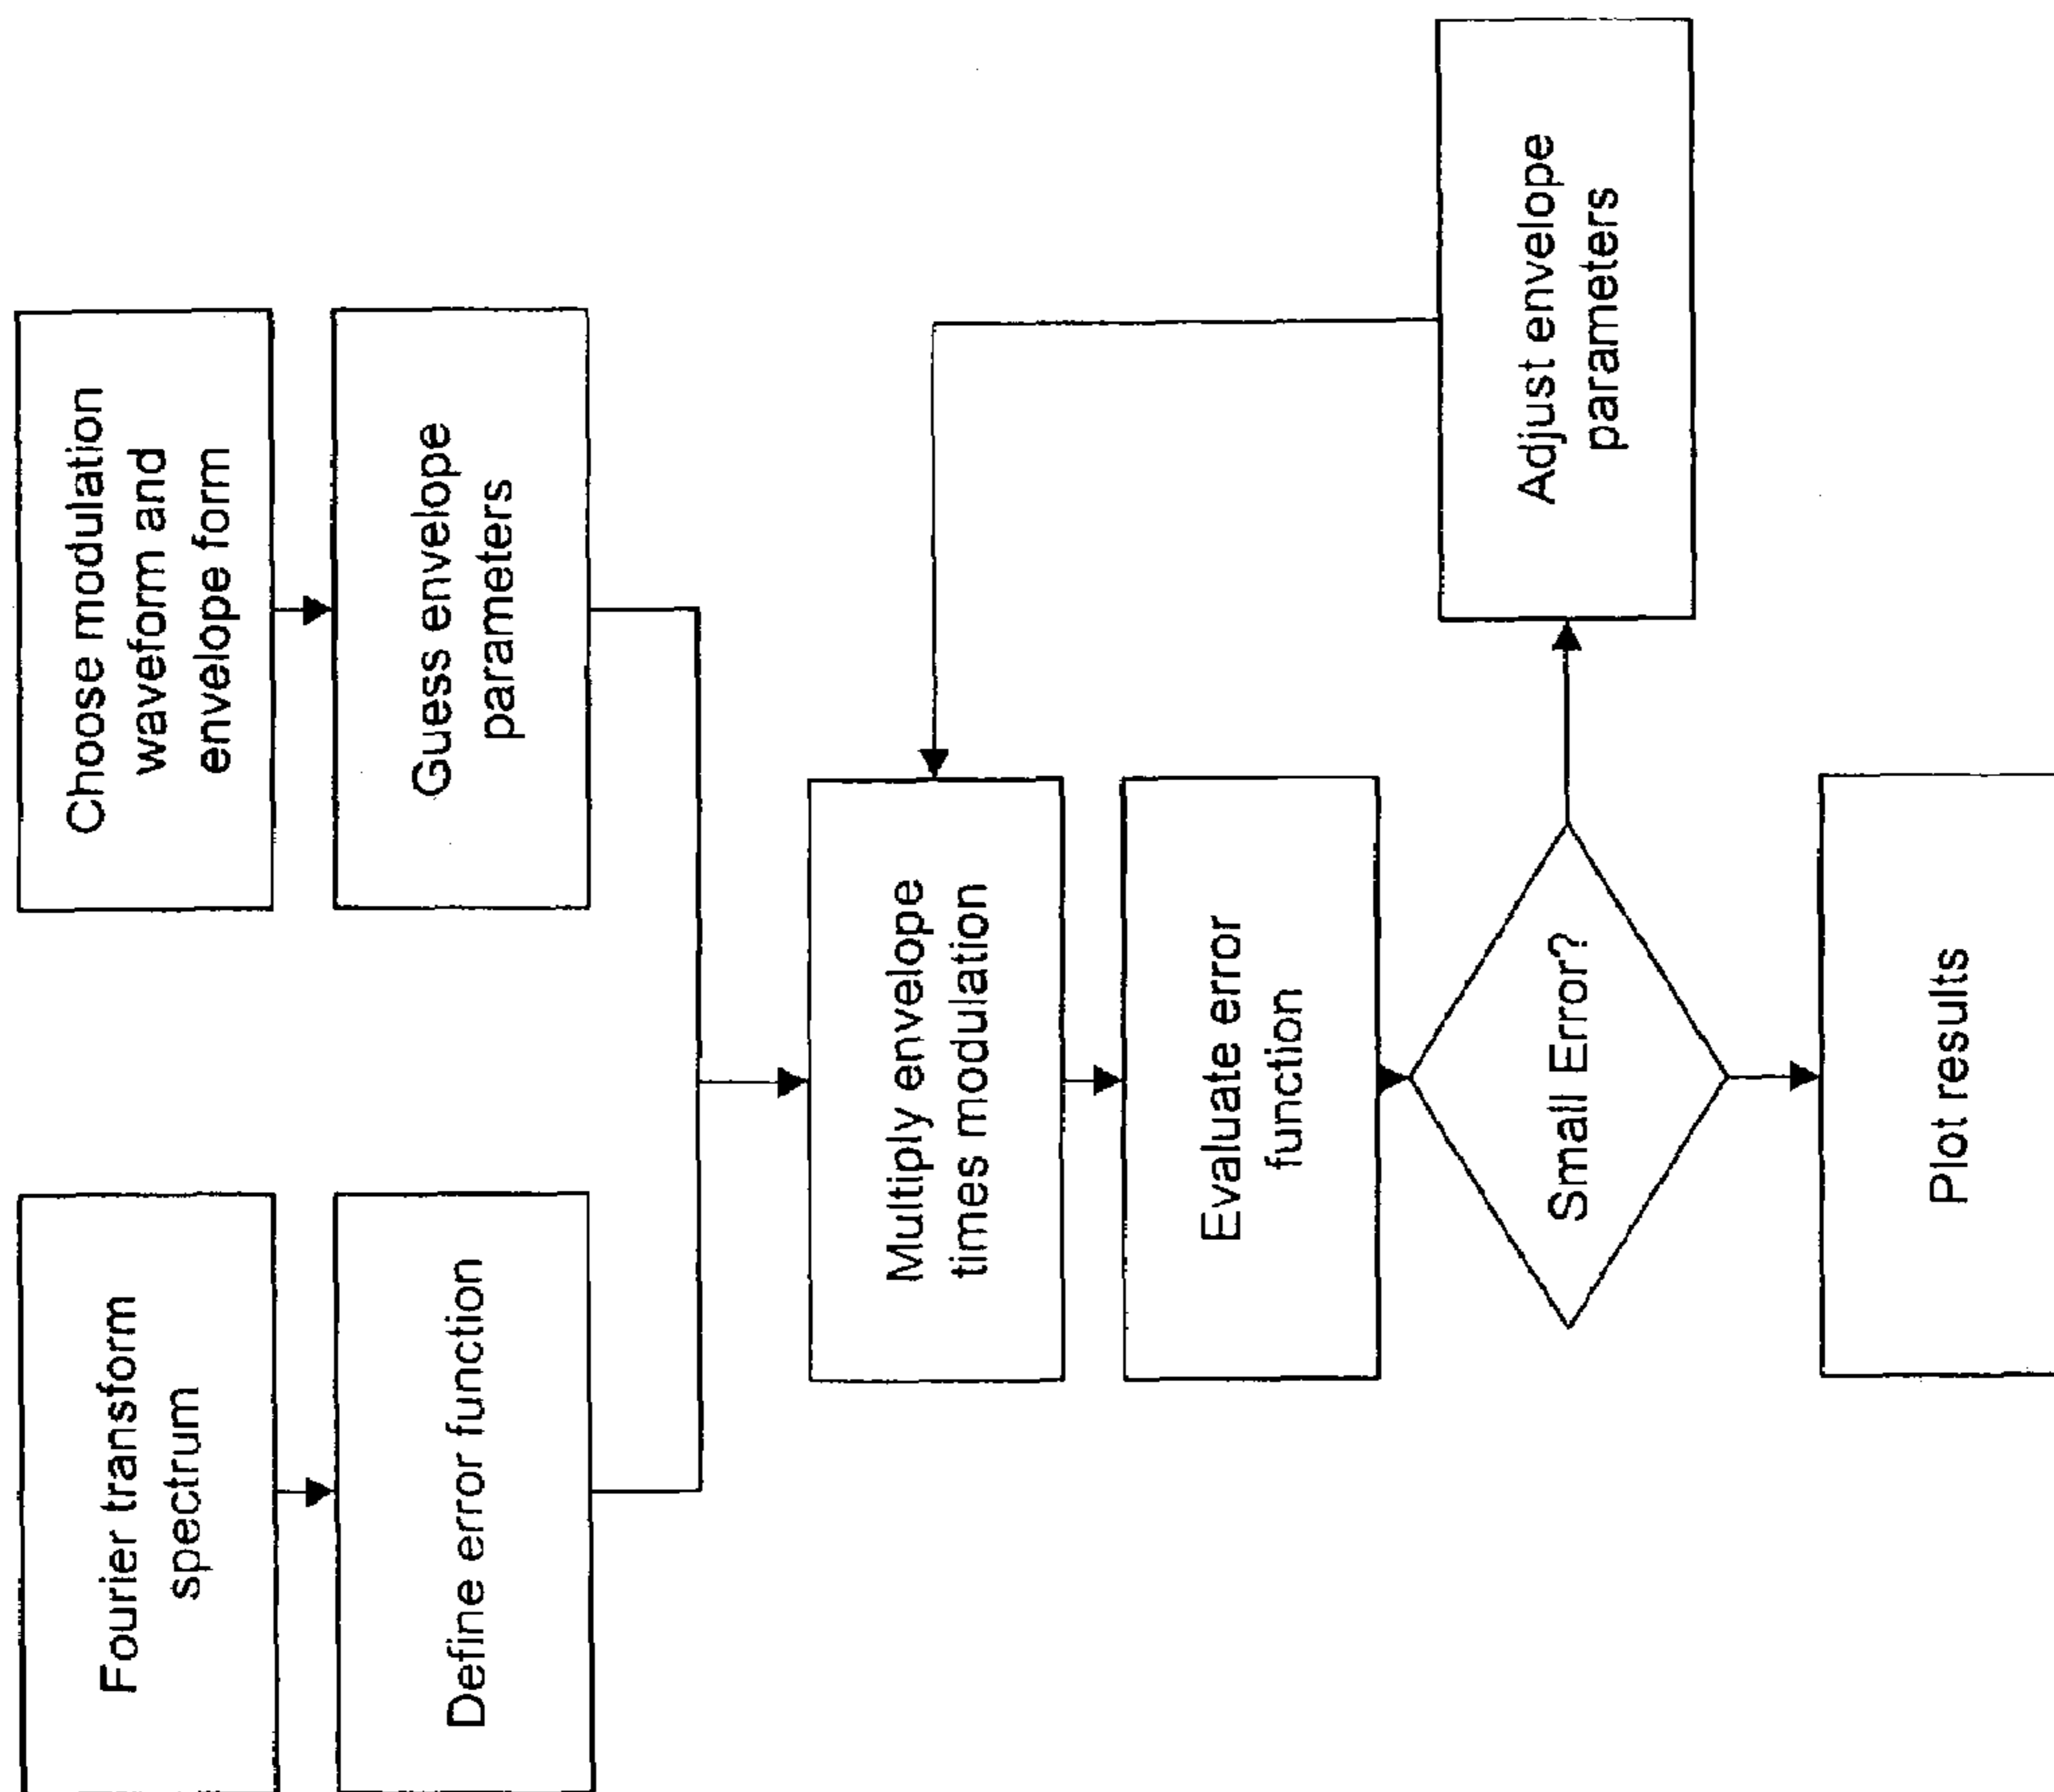 Fourier transform
spectrum
Define error function
Choose modulation
waveform and
envelope form
Guess envelope
parameters
Multiply envelope
times modulation
Evaluate error
function
Small Error?
Adjust envelope
parameters
Plot results